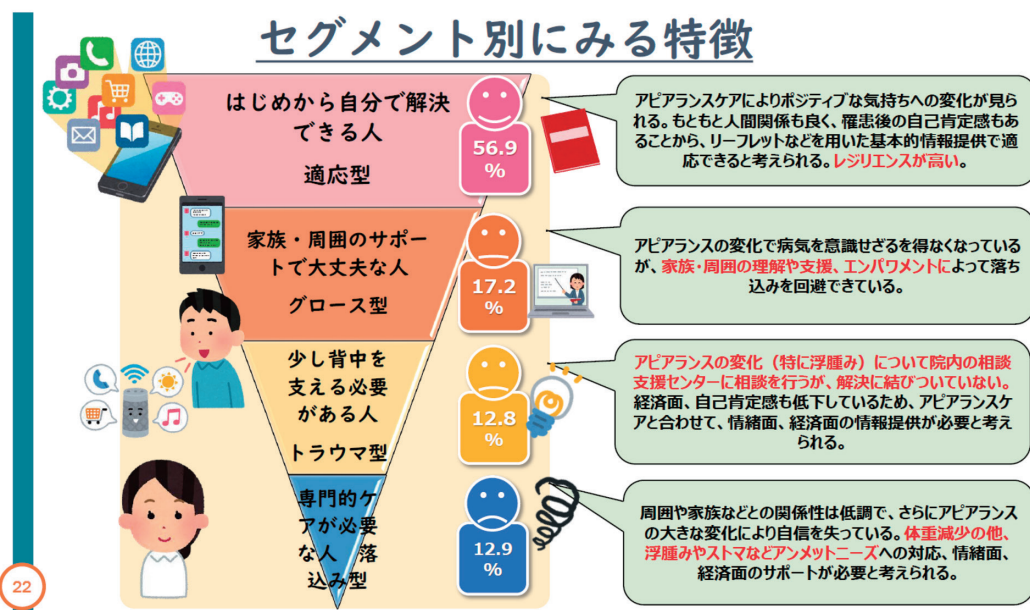 セグメント別にみる特徴
はじめから自分で解決
できる人
適応型
56.9
%
アピアランスケアによりポジティブな気持ちへの変化が見ら
れる。もともと人間関係も良く、罹患後の自己肯定感もあ
ることから、リーフレットなどを用いた基本的情報提供で適
応できると考えられる。レジリエンスが高い。
家族・周囲のサポー
トで大丈夫な人
グロース型
17.2
%
アピアランスの変化で病気を意識せざるを得なくなっている
が、家族・周囲の理解や支援、エンパワメントによって落ち
込みを回避できている。
少し背中を
支える必要
がある人
トラウマ型
12.8
%
アピアランスの変化（特に浮腫み）について院内の相談
支援センターに相談を行うが、解決に結びついていない。
経済面、自己肯定感も低下しているため、アピアランスケ
アと合わせて、情緒面、経済面の情報提供が必要と考え
られる。
専門的ケ
アが必要
な人　落
込み型
12.9
%
周囲や家族などとの関係性は低調で、さらにアピアランス
の大きな変化により自信を失っている。体重減少の他、
浮腫みやストマなどアンメットニーズへの対応、情緒面、
経済面のサポートが必要と考えられる。
22